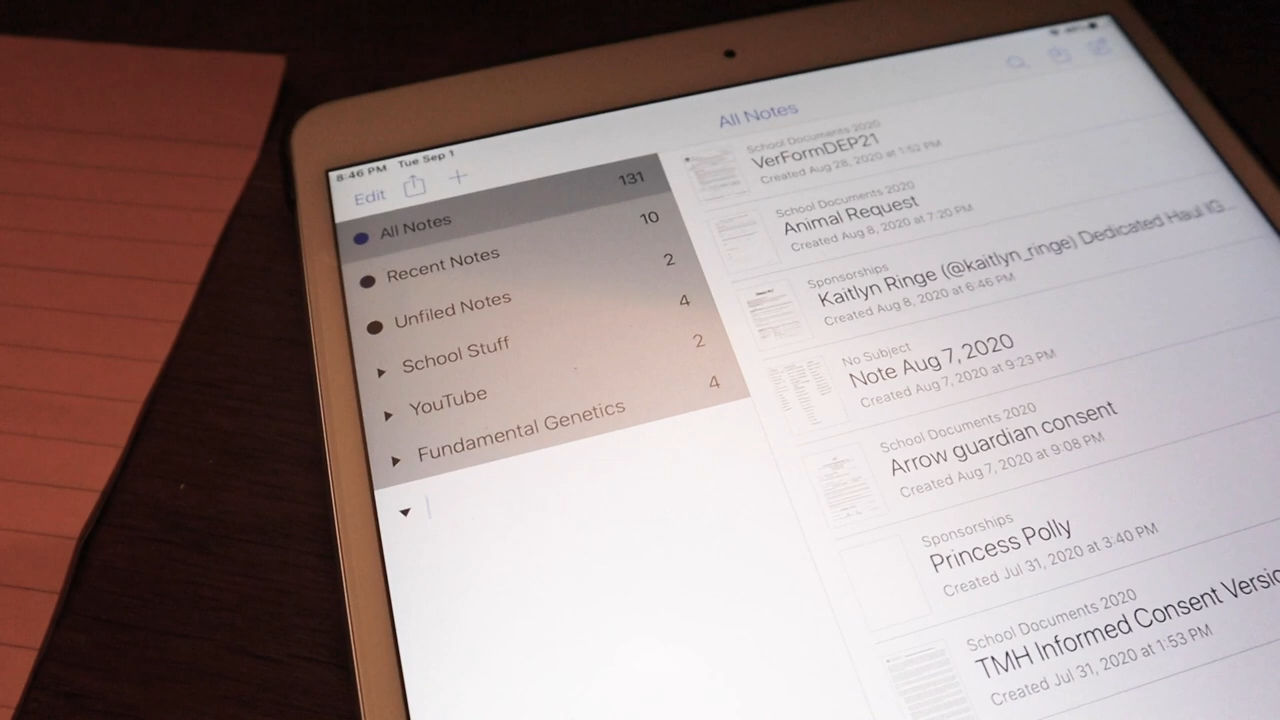 8:46 PM Tue Sep 1
Edit
All Notes 131
Recent Notes 10
Unfiled Notes 2
School Stuff 4
YouTube 2
Fundamental Genetics 4
All Notes
School Documents 2020
VerFormDEP21
Created Aug 28, 2020 at 1:52 PM
School Documents 2020
Animal Request
Created Aug 8, 2020 at 7:20 PM
Sponsorships
Kaitlyn Ringe (@kaitlyn_ringe) Dedicated Haul IG...
Created Aug 8, 2020 at 6:46 PM
No Subject
Note Aug 7, 2020
Created Aug 7, 2020 at 9:23 PM
School Documents 2020
Arrow guardian consent
Created Aug 7, 2020 at 9:08 PM
Sponsorships
Princess Polly
Created Jul 31, 2020 at 3:40 PM
School Documents 2020
TMH Informed Consent Versio
Created Jul 31, 2020 at 1:53 PM